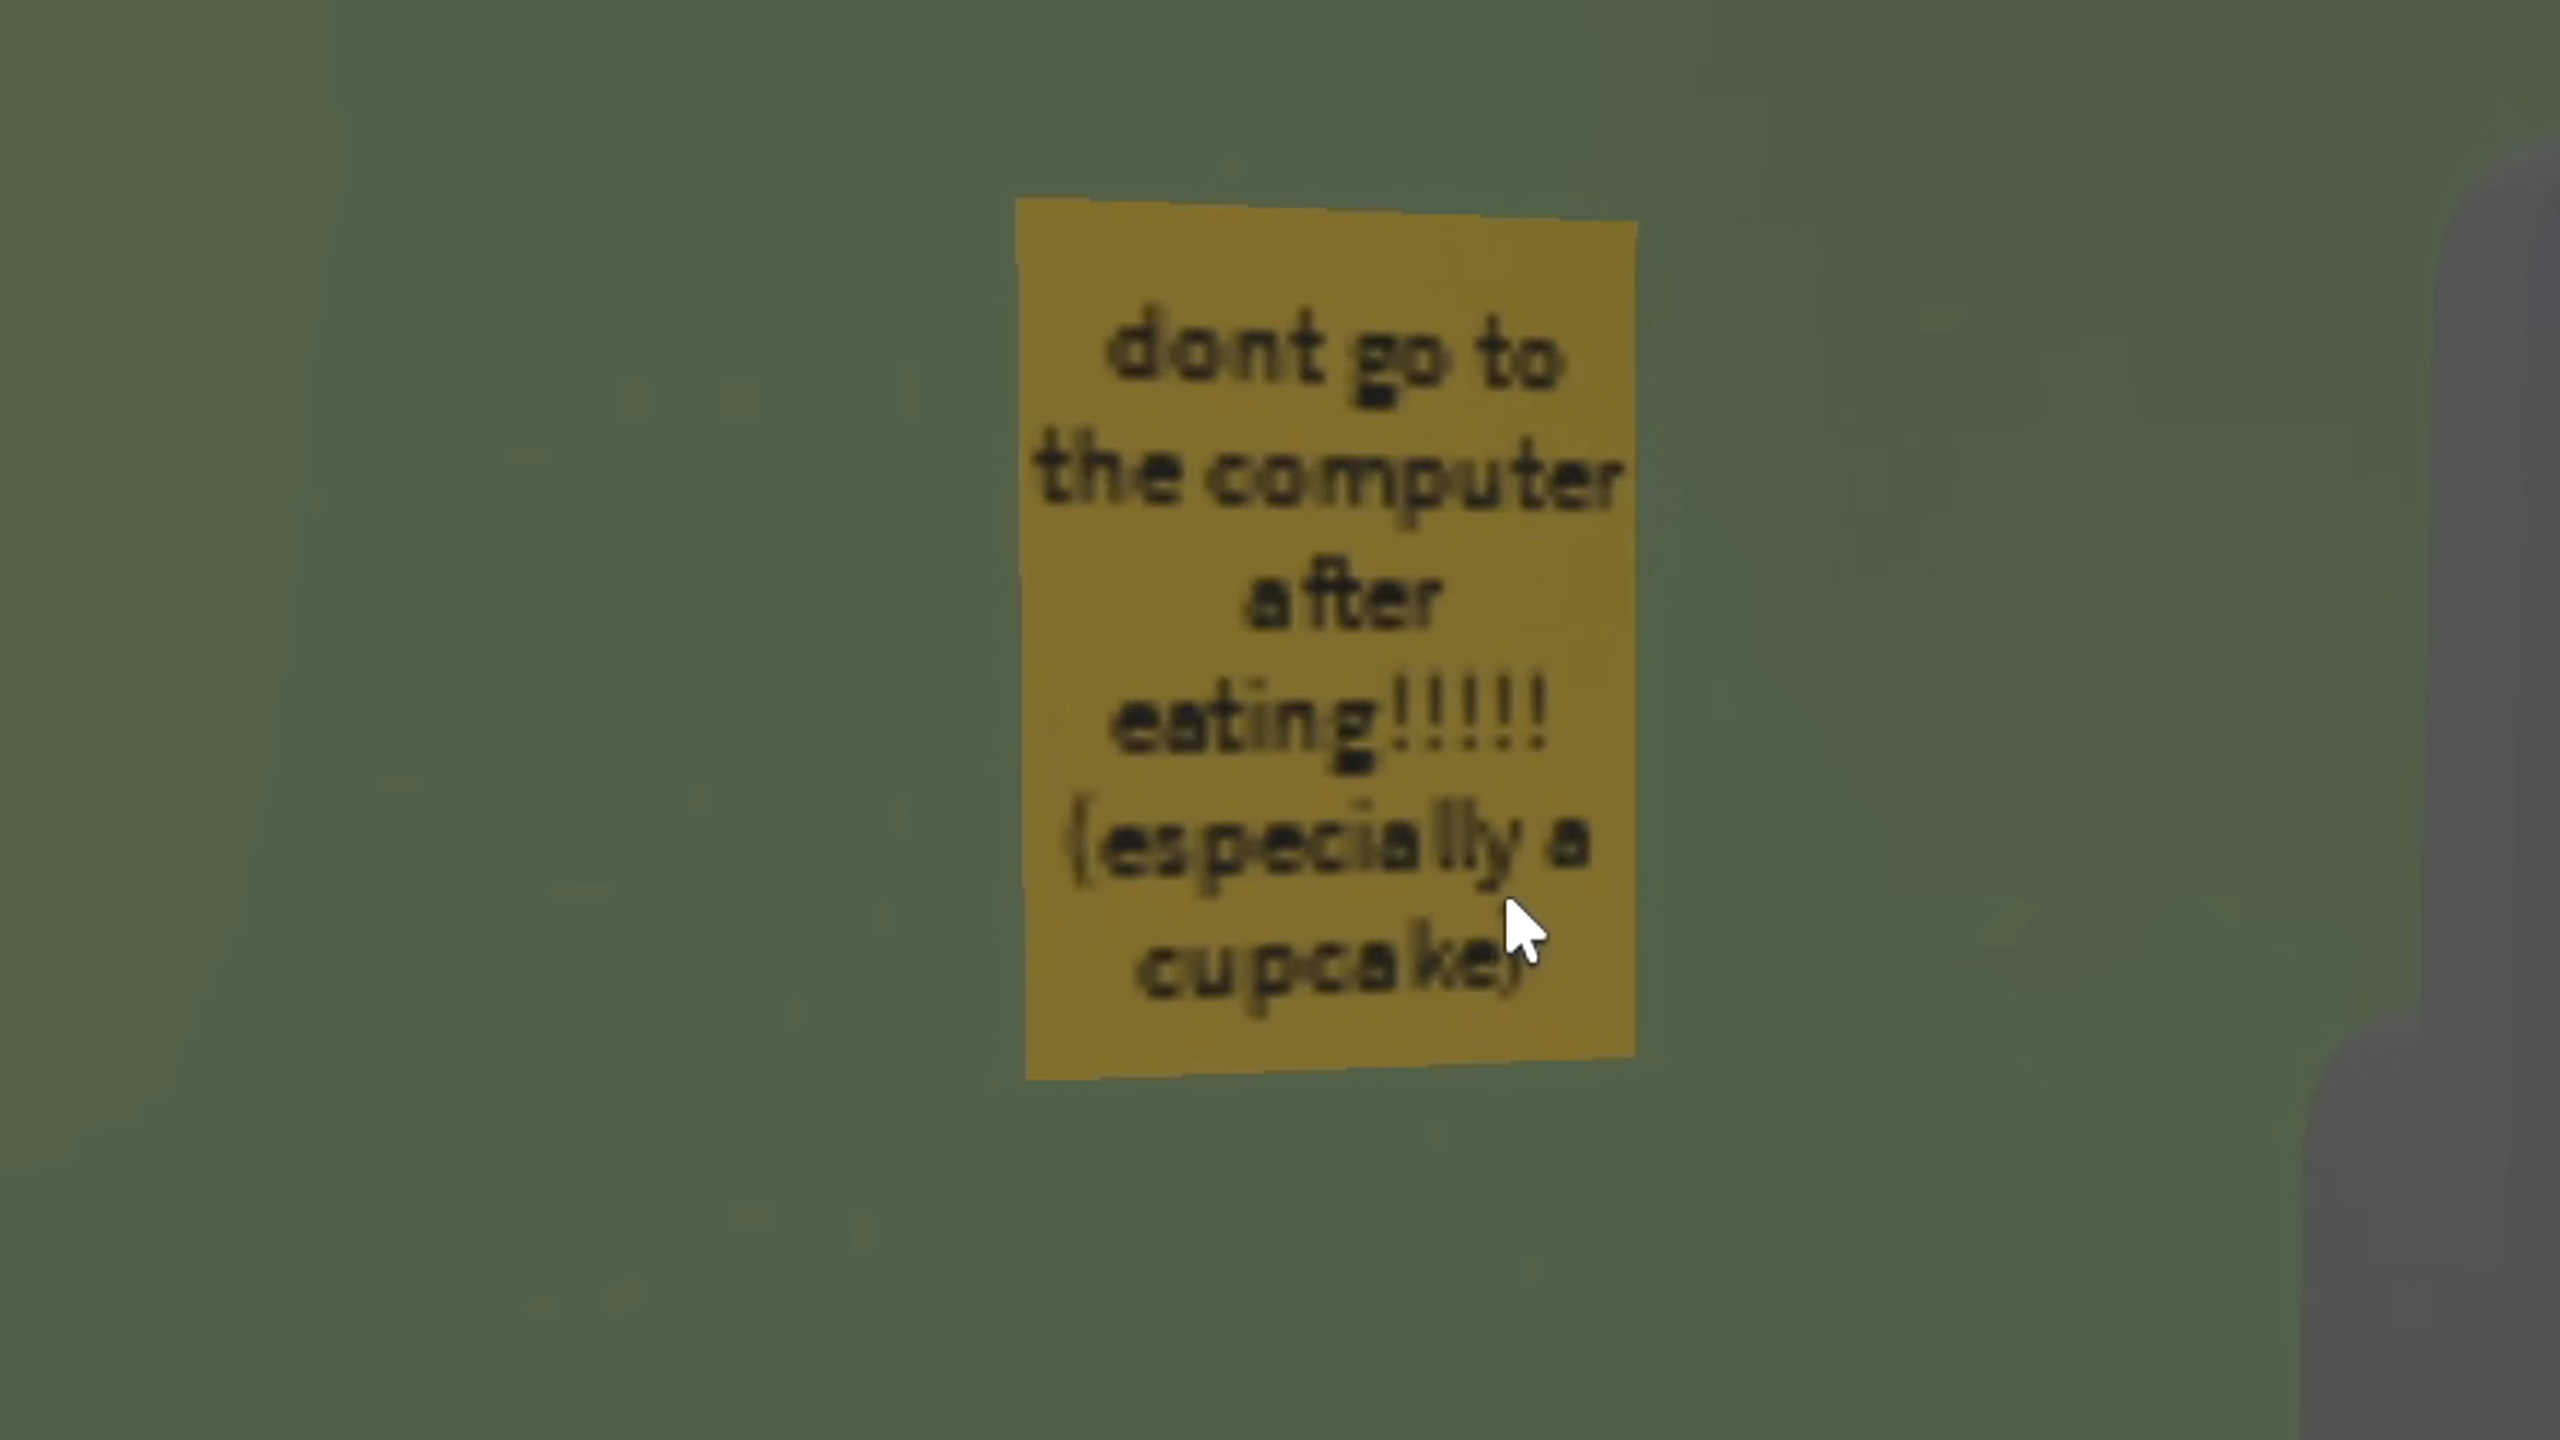 dont go to
the computer
after
eating!!!!!
(especially a
cupcake)